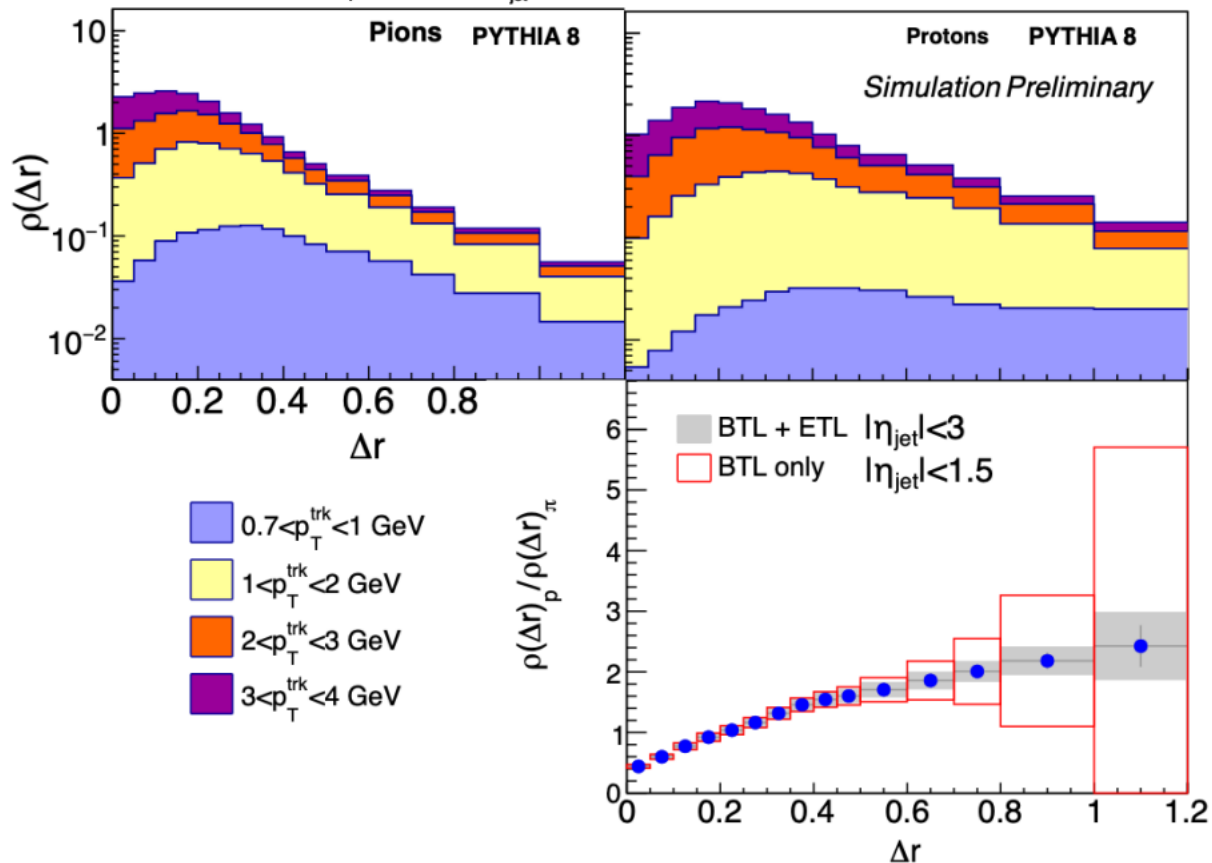 Pions PYTHIA 8
Protons PYTHIA 8
Simulation Preliminary
10
1
10⁻¹
10⁻²
ρ(Δr)
0 0.2 0.4 0.6 0.8
Δr
0.7<p_T^trk<1 GeV
1<p_T^trk<2 GeV
2<p_T^trk<3 GeV
3<p_T^trk<4 GeV
BTL + ETL |η_jet|<3
BTL only |η_jet|<1.5
ρ(Δr)_p/ρ(Δr)_π
6
5
4
3
2
1
0
0 0.2 0.4 0.6 0.8 1 1.2
Δr